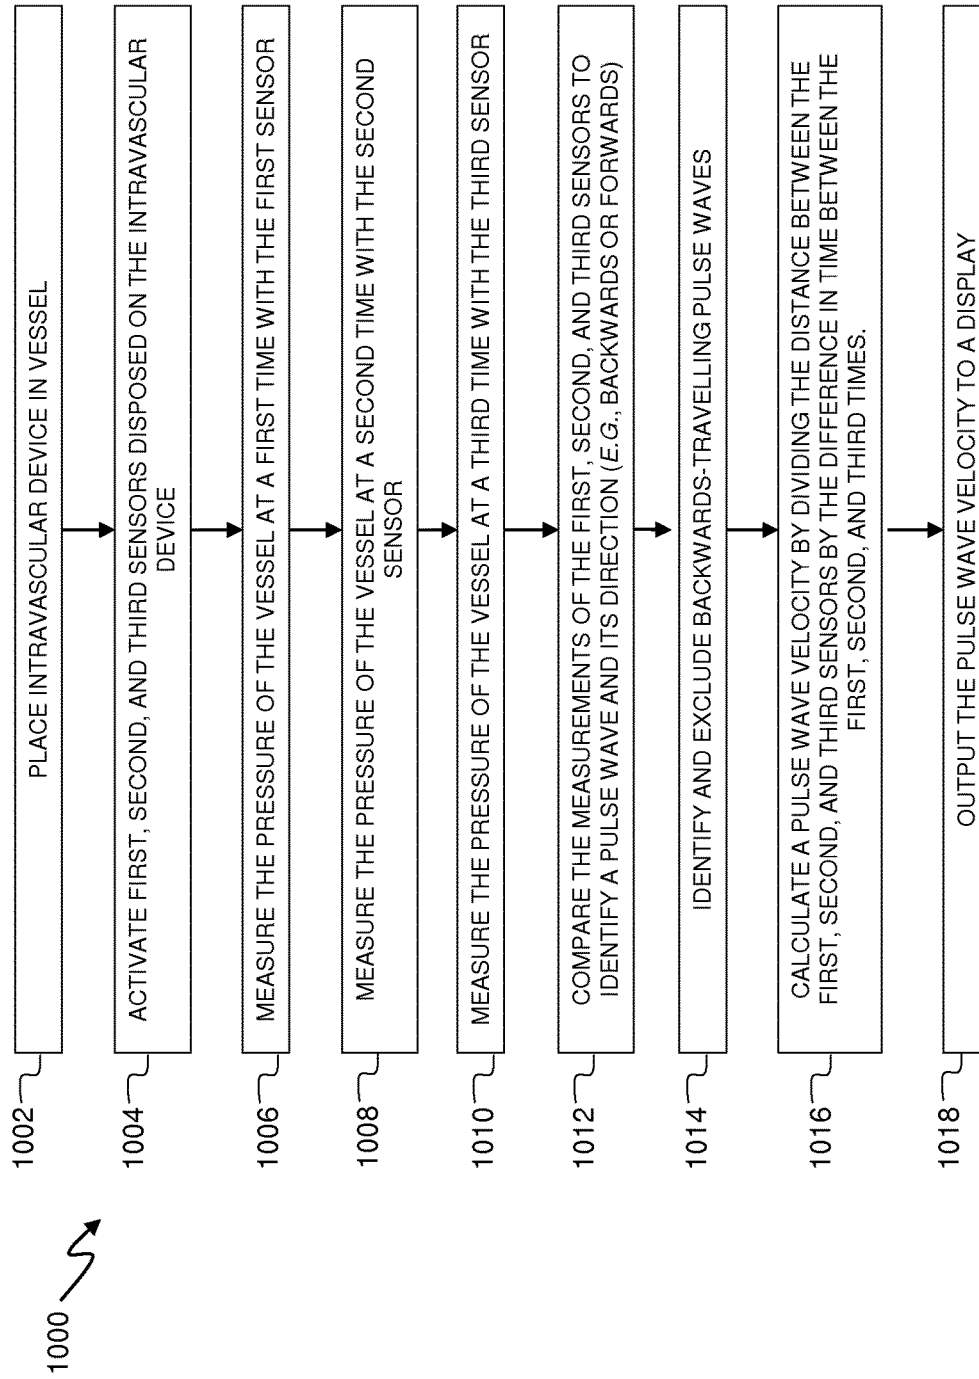 1000
1002
PLACE INTRAVASCULAR DEVICE IN VESSEL
1004
ACTIVATE FIRST, SECOND, AND THIRD SENSORS DISPOSED ON THE INTRAVASCULAR
DEVICE
1006
MEASURE THE PRESSURE OF THE VESSEL AT A FIRST TIME WITH THE FIRST SENSOR
1008
MEASURE THE PRESSURE OF THE VESSEL AT A SECOND TIME WITH THE SECOND
SENSOR
1010
MEASURE THE PRESSURE OF THE VESSEL AT A THIRD TIME WITH THE THIRD SENSOR
1012
COMPARE THE MEASUREMENTS OF THE FIRST, SECOND, AND THIRD SENSORS TO
IDENTIFY A PULSE WAVE AND ITS DIRECTION (E.G., BACKWARDS OR FORWARDS)
1014
IDENTIFY AND EXCLUDE BACKWARDS-TRAVELLING PULSE WAVES
1016
CALCULATE A PULSE WAVE VELOCITY BY DIVIDING THE DISTANCE BETWEEN THE
FIRST, SECOND, AND THIRD SENSORS BY THE DIFFERENCE IN TIME BETWEEN THE
FIRST, SECOND, AND THIRD TIMES.
1018
OUTPUT THE PULSE WAVE VELOCITY TO A DISPLAY